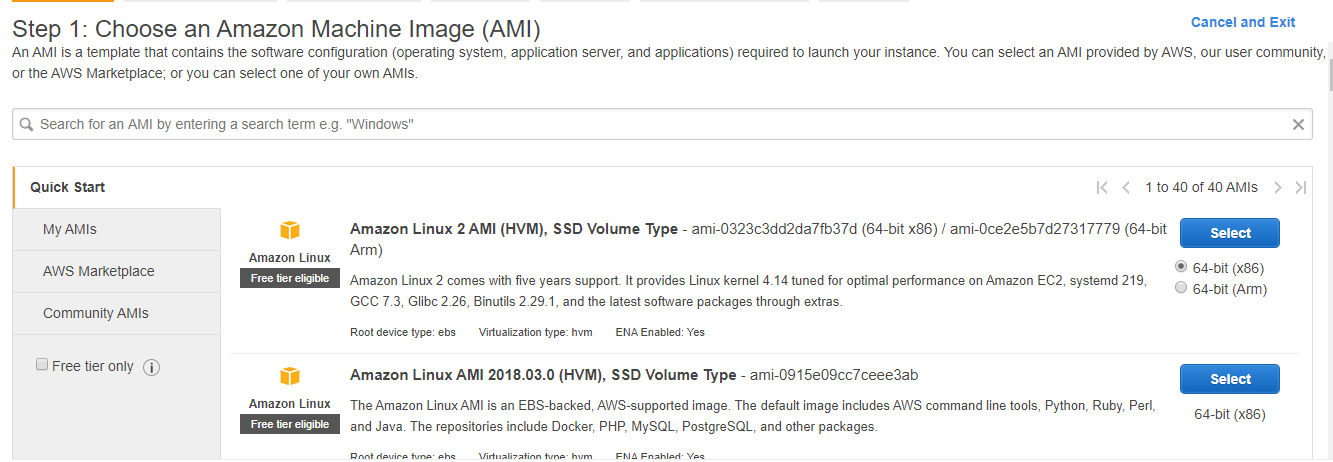 Step 1: Choose an Amazon Machine Image (AMI)
Cancel and Exit
An AMI is a template that contains the software configuration (operating system, application server, and applications) required to launch your instance. You can select an AMI provided by AWS, our user community,
or the AWS Marketplace; or you can select one of your own AMIs.
Search for an AMI by entering a search term e.g. "Windows"
Quick Start
1 to 40 of 40 AMIs
My AMIs
AWS Marketplace
Community AMIs
Free tier only
Amazon Linux
Free tier eligible
Amazon Linux 2 AMI (HVM), SSD Volume Type - ami-0323c3dd2da7fb37d (64-bit x86) / ami-0ce2e5b7d27317779 (64-bit
Arm)
Amazon Linux 2 comes with five years support. It provides Linux kernel 4.14 tuned for optimal performance on Amazon EC2, systemd 219,
GCC 7.3, Glibc 2.26, Binutils 2.29.1, and the latest software packages through extras.
Root device type: ebs Virtualization type: hvm ENA Enabled: Yes
Select
64-bit (x86)
64-bit (Arm)
Amazon Linux
Free tier eligible
Amazon Linux AMI 2018.03.0 (HVM), SSD Volume Type - ami-0915e09cc7ceee3ab
The Amazon Linux AMI is an EBS-backed, AWS-supported image. The default image includes AWS command line tools, Python, Ruby, Perl,
and Java. The repositories include Docker, PHP, MySQL, PostgreSQL, and other packages.
Root device type: ebs Virtualization type: hvm ENA Enabled: Yes
Select
64-bit (x86)